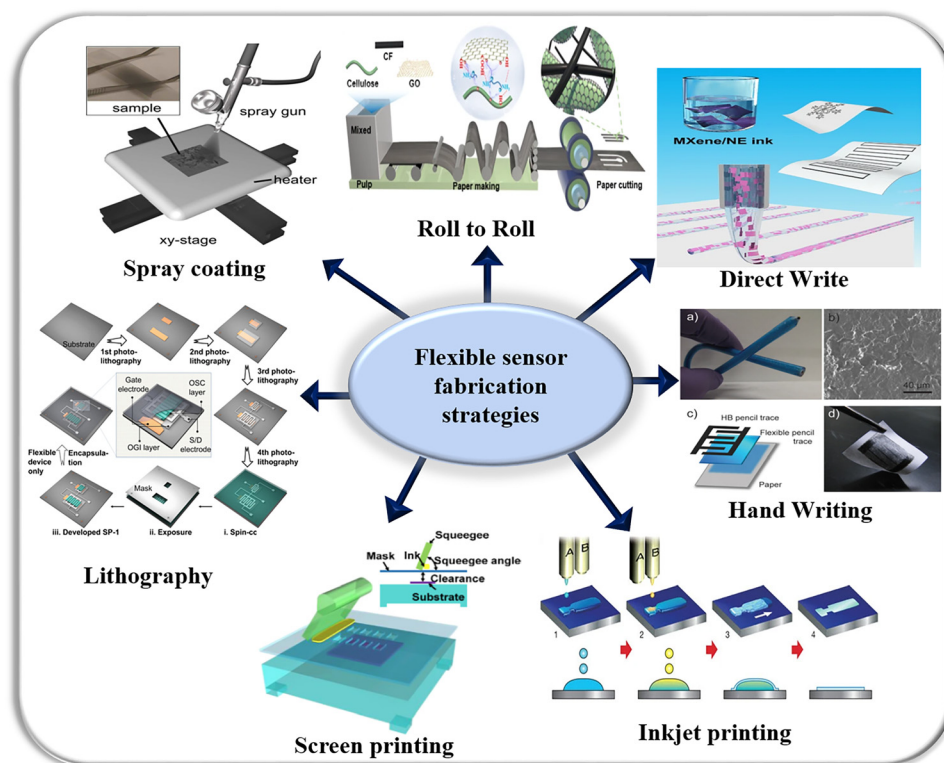 sample
spray gun
heater
xy-stage
Spray coating
CF
Cellulose
GO
Mixed
Pulp
Paper making
Paper cutting
Roll to Roll
MXene/NE ink
Direct Write
Flexible sensor
fabrication
strategies
Substrate
1st photo-
lithography
2nd photo-
lithography
3rd photo-
lithography
Gate
electrode
OSC
layer
OGI layer
S/D
electrode
4th photo-
lithography
Flexible
device
only
Encapsula-
tion
Mask
iii. Developed SP-1
ii. Exposure
i. Spin-cc
Lithography
a)
b)
40 μm
c)
HB pencil trace
Flexible pencil
trace
Paper
d)
Hand Writing
Squeegee
Mask
Ink
Squeegee angle
Clearance
Substrate
Screen printing
A
B
A
B
1
2
3
4
Inkjet printing